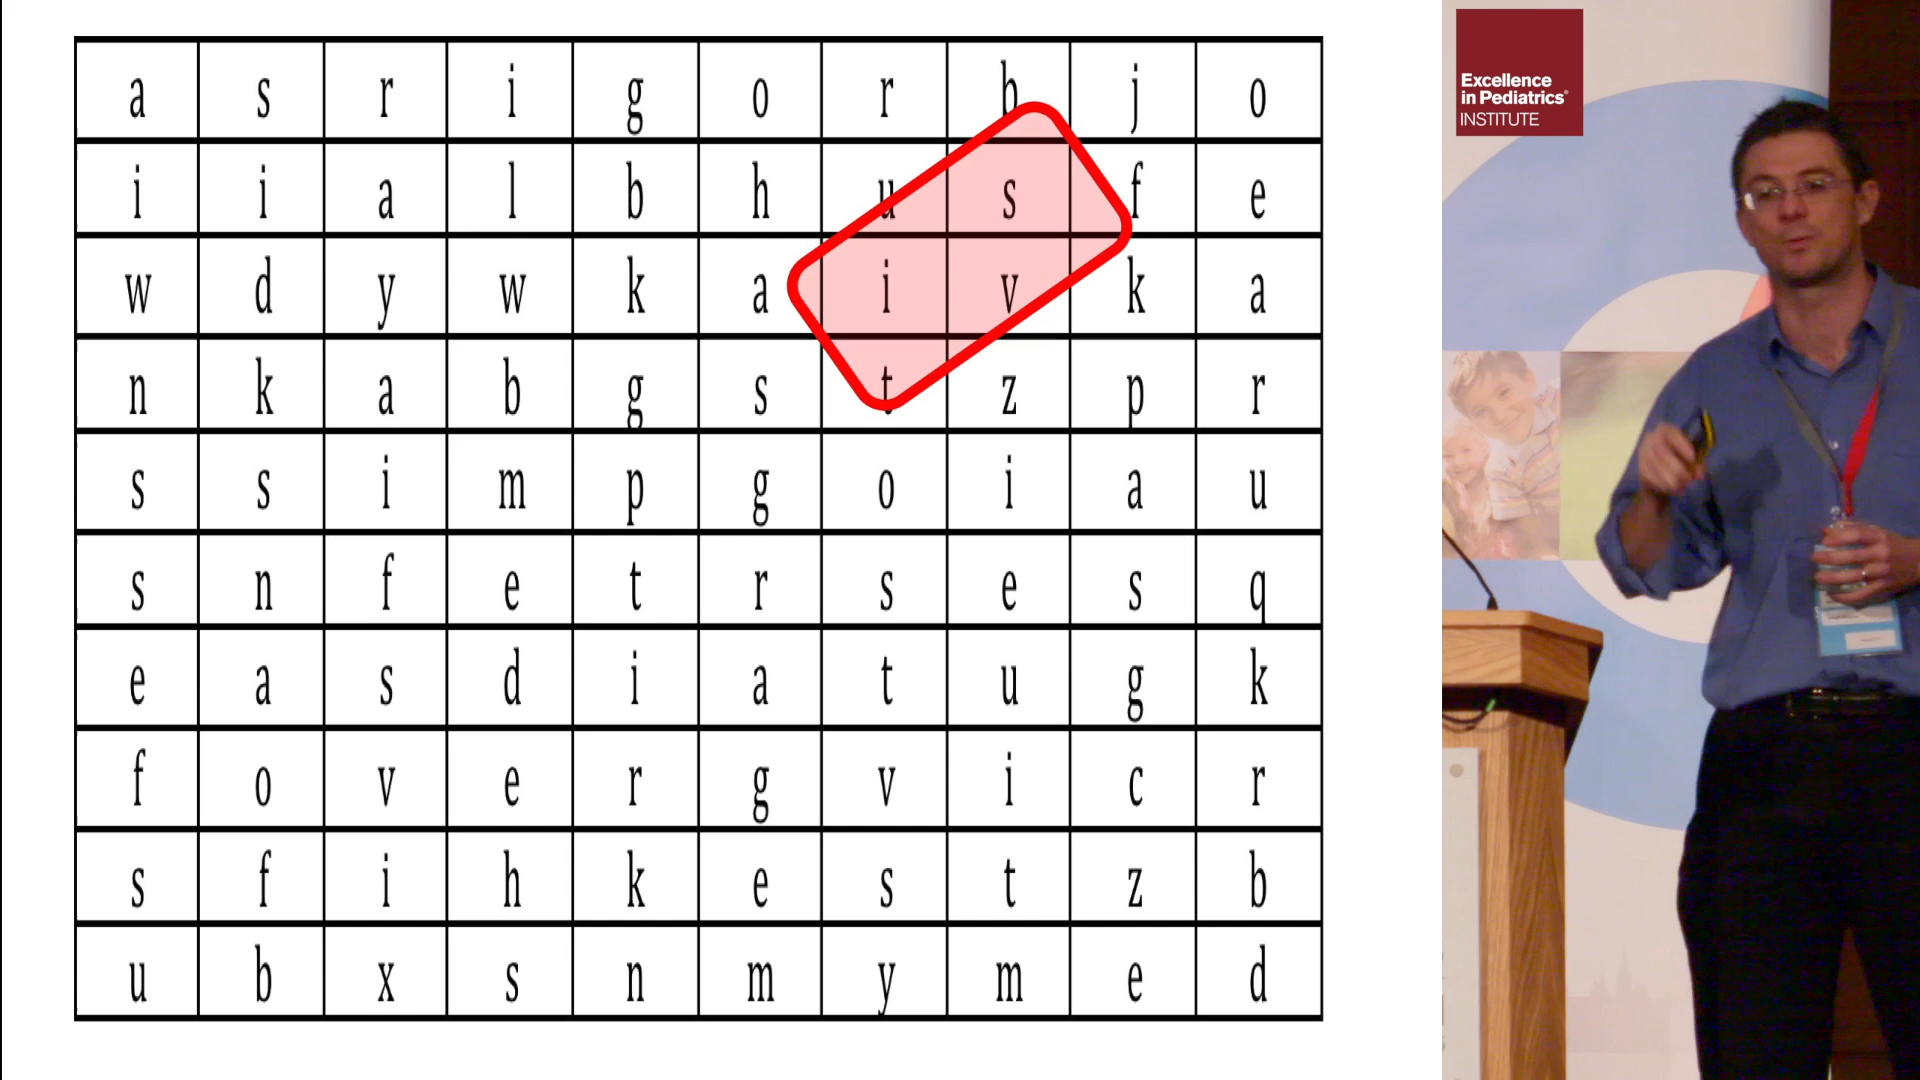 a s r i g o r b j o
i i a l b h u s f e
w d y w k a i v k a
n k a b g s t z p r
s s i m p g o i a u
s n f e t r s e s q
e a s d i a t u g k
f o v e r g v i c r
s f i h k e s t z b
u b x s n m y m e d
Excellence
in Pediatrics®
INSTITUTE